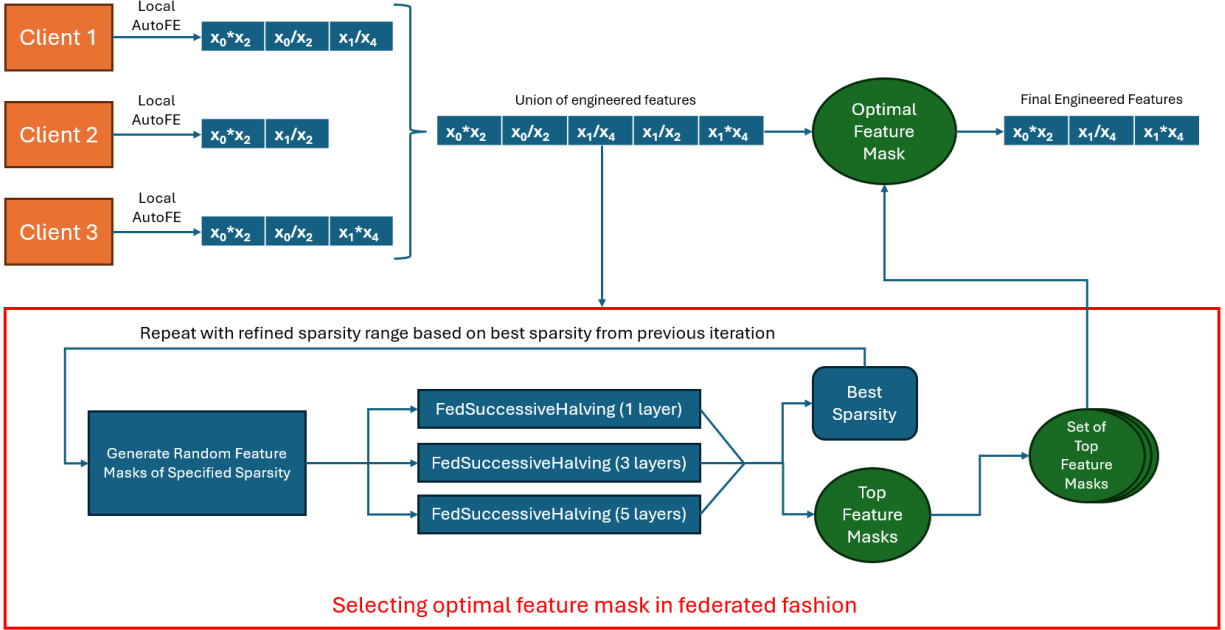 Client 1
Local
AutoFE
x₀*x₂ x₀/x₂ x₁/x₄
Client 2
Local
AutoFE
x₀*x₂ x₁/x₂
Client 3
Local
AutoFE
x₀*x₂ x₀/x₂ x₁*x₄
Union of engineered features
x₀*x₂ x₀/x₂ x₁/x₄ x₁/x₂ x₁*x₄
Optimal
Feature
Mask
Final Engineered Features
x₀*x₂ x₁/x₄ x₁*x₄
Repeat with refined sparsity range based on best sparsity from previous iteration
Generate Random Feature
Masks of Specified Sparsity
FedSuccessiveHalving (1 layer)
FedSuccessiveHalving (3 layers)
FedSuccessiveHalving (5 layers)
Best
Sparsity
Top
Feature
Masks
Set of
Top
Feature
Masks
Selecting optimal feature mask in federated fashion